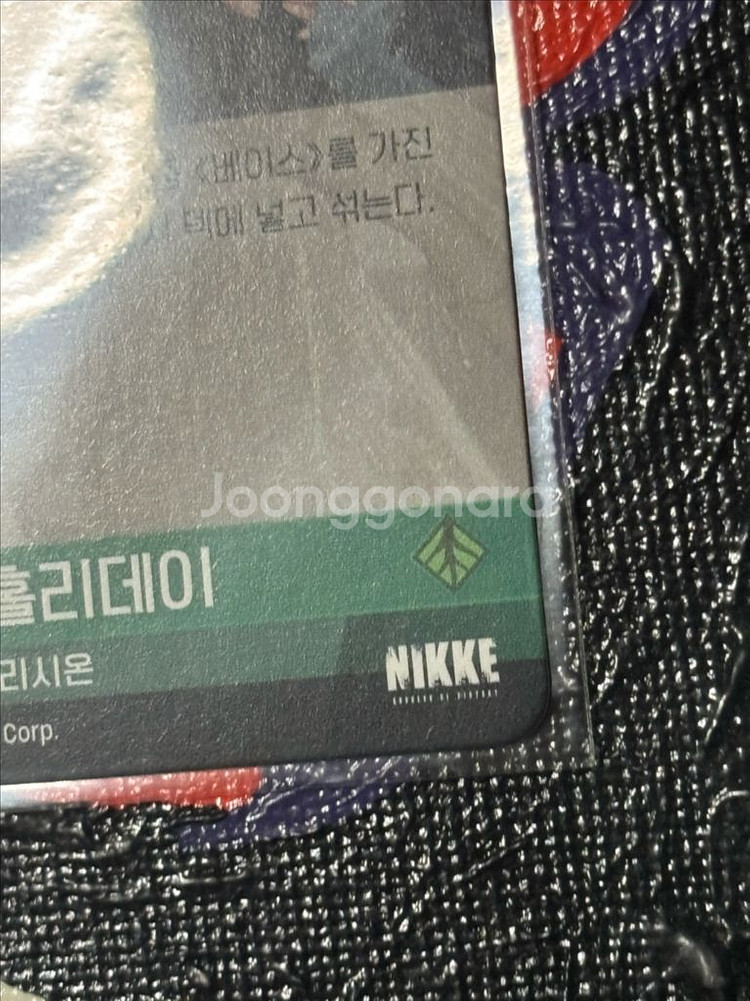 <베이스>를 가진
덱에 넣고 섞는다.
Joonggonara
홀리데이
리시온
NIKKE
Corp.